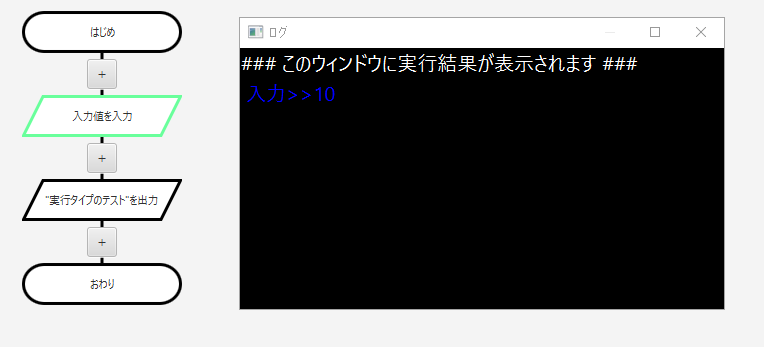 はじめ
+
入力値を入力
+
"実行タイプのテスト"を出力
+
おわり
ログ
### このウィンドウに実行結果が表示されます ###
入力>>10